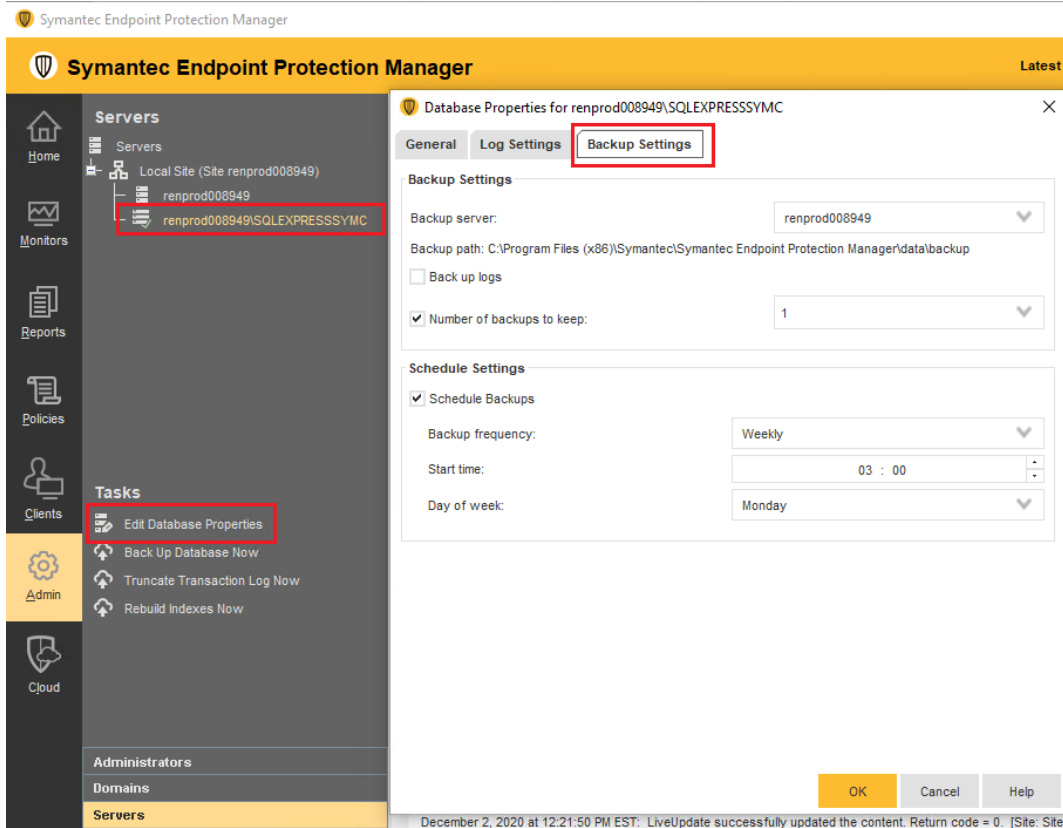 Symantec Endpoint Protection Manager
Symantec Endpoint Protection Manager
Latest
Home
Monitors
Reports
Policies
Clients
Admin
Cloud
Servers
Servers
Local Site (Site renprod008949)
renprod008949
renprod008949\SQLEXPRESSSYMC
Tasks
Edit Database Properties
Back Up Database Now
Truncate Transaction Log Now
Rebuild Indexes Now
Administrators
Domains
Servers
Database Properties for renprod008949\SQLEXPRESSSYMC
General Log Settings Backup Settings
Backup Settings
Backup server: renprod008949
Backup path: C:\Program Files (x86)\Symantec\Symantec Endpoint Protection Manager\data\backup
Back up logs
Number of backups to keep: 1
Schedule Settings
Schedule Backups
Backup frequency: Weekly
Start time: 03 : 00
Day of week: Monday
OK Cancel Help
December 2, 2020 at 12:21:50 PM EST: LiveUpdate successfully updated the content. Return code = 0. [Site: Site